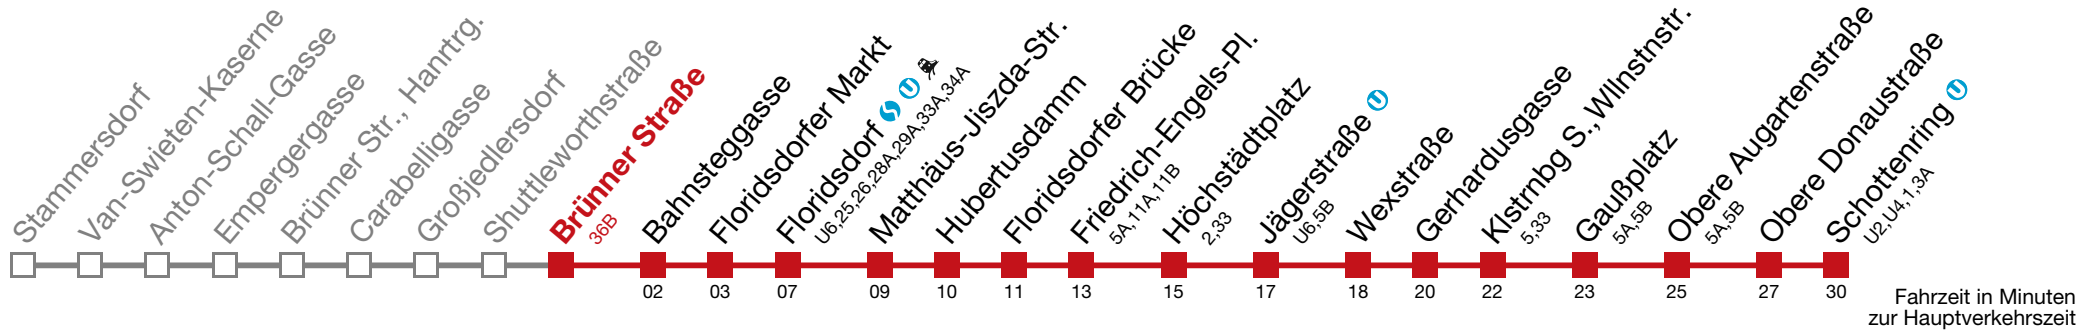 Stammersdorf
Van-Swieten-Kaserne
Anton-Schall-Gasse
Empergergasse
Brünner Str., Hanrtrg.
Carabelligasse
Großjedlersdorf
Shuttleworthstraße
Brünner Straße
36B
Bahnsteggasse
Floridsdorfer Markt
Floridsdorf
U6,25,26,28A,29A,33A,34A
Matthäus-Jiszda-Str.
Hubertusdamm
Floridsdorfer Brücke
Friedrich-Engels-Pl.
5A,11A,11B
Höchstädtplatz
2,33
Jägerstraße U
U6,5B
Wexstraße
Gerhardusgasse
Klstrnbg S., Wllnstnstr.
5,33
Gaußplatz
5A,5B
Obere Augartenstraße
5A,5B
Obere Donaustraße
Schottenring U
U2,U4,1,3A
02 03 07 09 10 11 13 15 17 18 20 22 23 25 27 30
Fahrzeit in Minuten
zur Hauptverkehrszeit